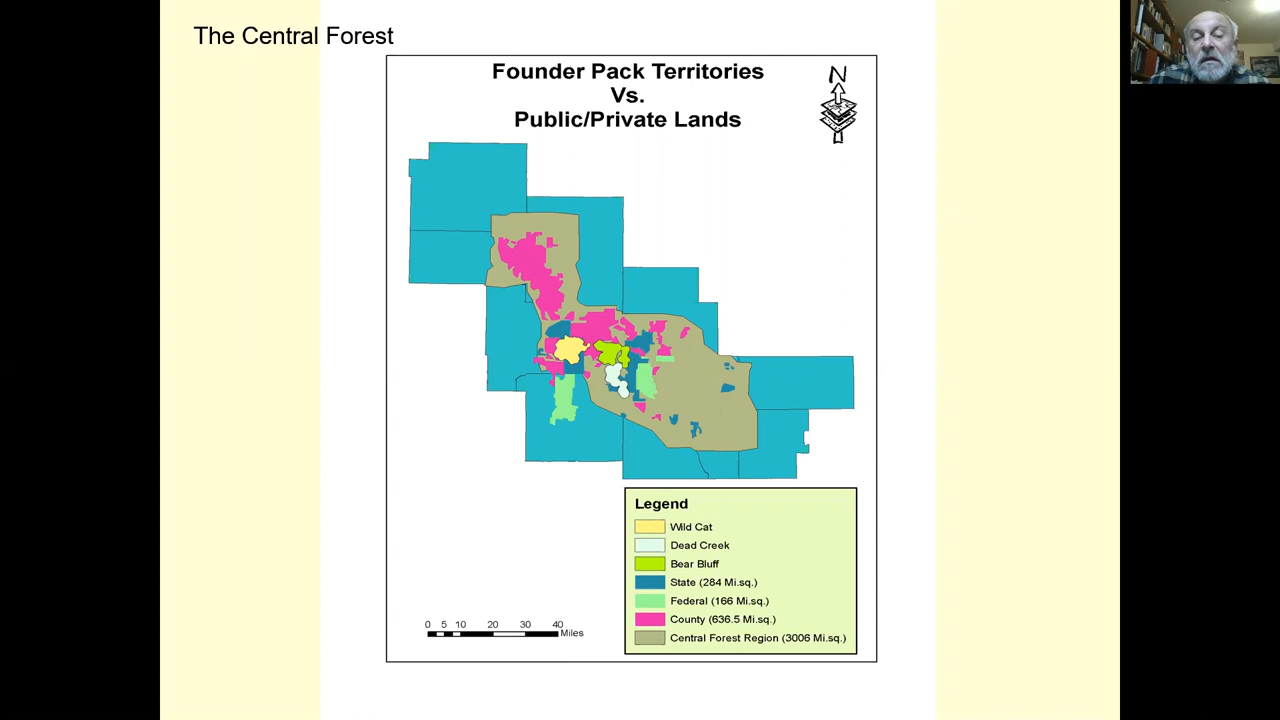 The Central Forest
Founder Pack Territories
Vs.
Public/Private Lands
N
Legend
Wild Cat
Dead Creek
Bear Bluff
State (284 Mi.sq.)
Federal (166 Mi.sq.)
County (636.5 Mi.sq.)
Central Forest Region (3006 Mi.sq.)
0 5 10 20 30 40
Miles